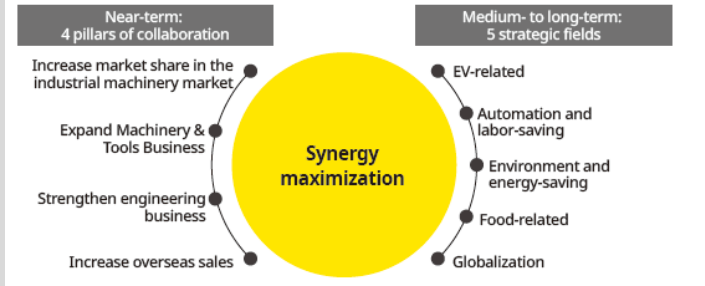 Near-term:
4 pillars of collaboration
Increase market share in the
industrial machinery market
Expand Machinery &
Tools Business
Strengthen engineering
business
Increase overseas sales
Synergy
maximization
Medium- to long-term:
5 strategic fields
EV-related
Automation and
labor-saving
Environment and
energy-saving
Food-related
Globalization